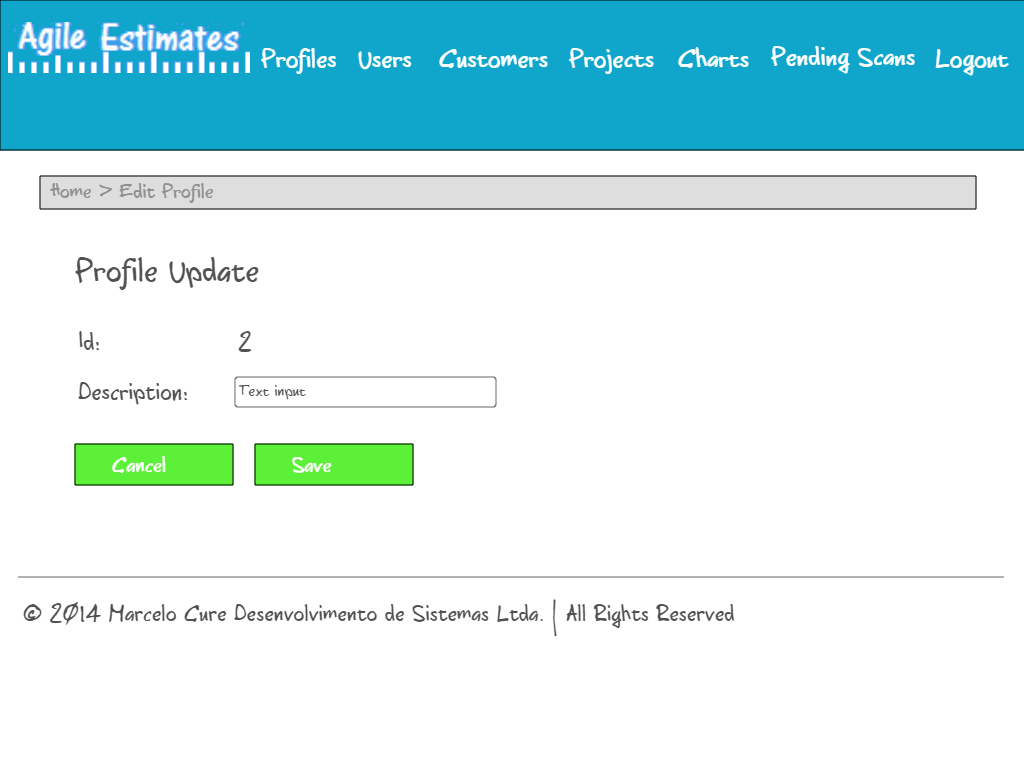 Agile Estimates
Profiles Users Customers Projects Charts Pending Scans Logout
Home > Edit Profile
Profile Update
Id: 2
Description: Text input
Cancel Save
© 2014 Marcelo Cure Desenvolvimento de Sistemas Ltda. | All Rights Reserved